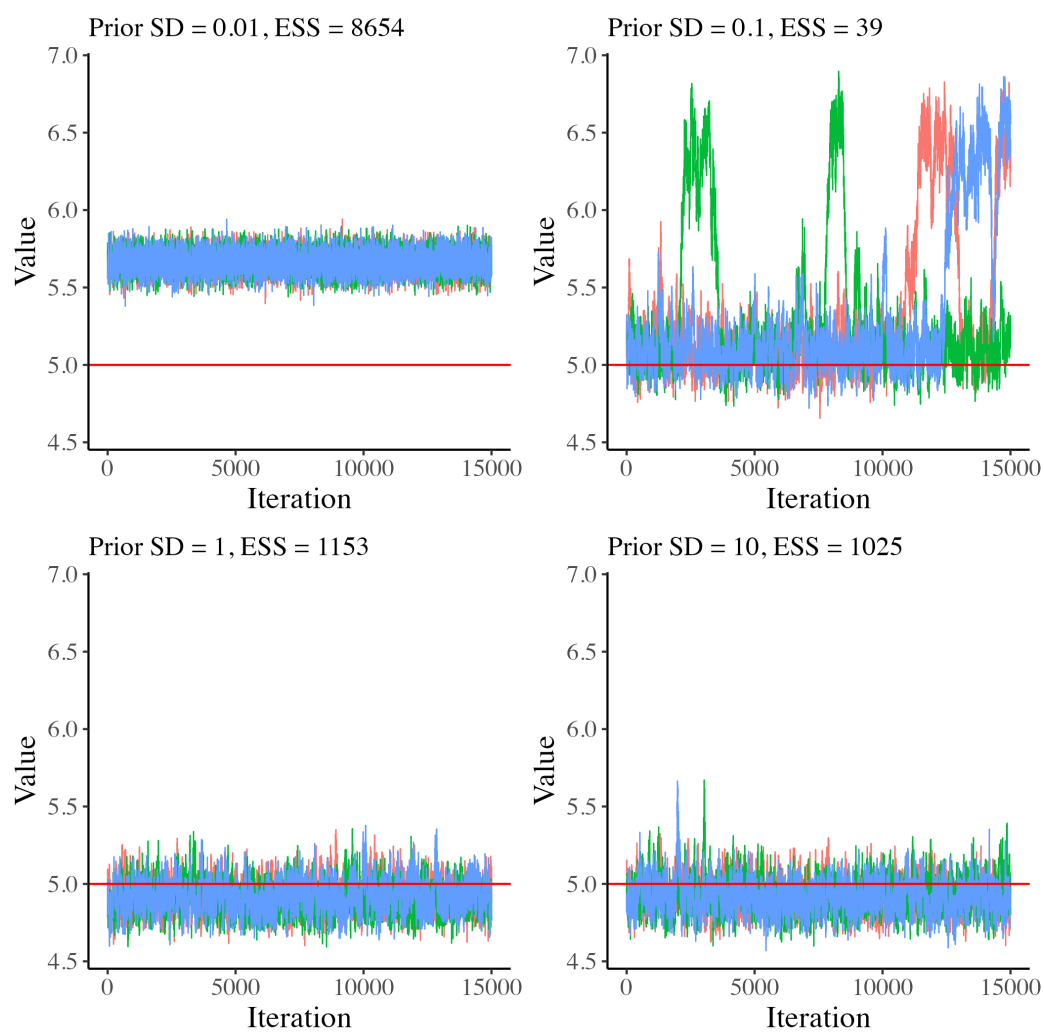 Prior SD = 0.01, ESS = 8654
7.0
6.5
6.0
5.5
5.0
4.5
Value
0 5000 10000 15000
Iteration
Prior SD = 0.1, ESS = 39
7.0
6.5
6.0
5.5
5.0
4.5
Value
0 5000 10000 15000
Iteration
Prior SD = 1, ESS = 1153
7.0
6.5
6.0
5.5
5.0
4.5
Value
0 5000 10000 15000
Iteration
Prior SD = 10, ESS = 1025
7.0
6.5
6.0
5.5
5.0
4.5
Value
0 5000 10000 15000
Iteration